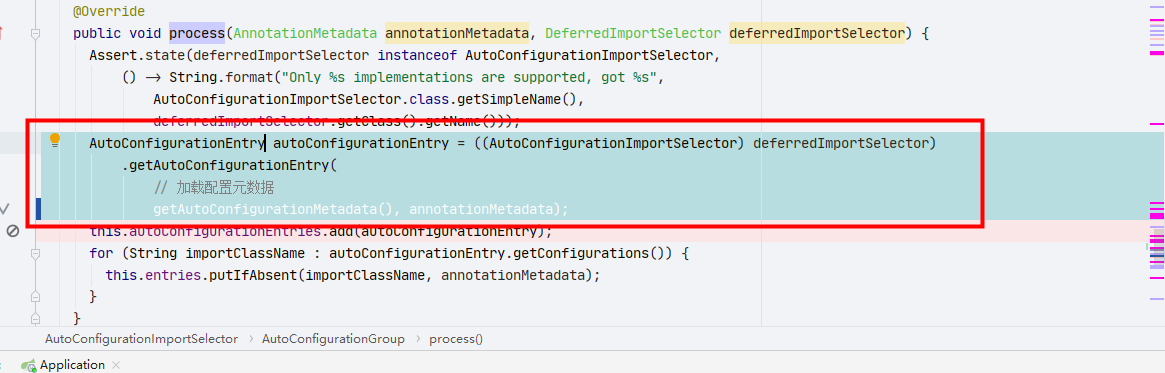 @Override
public void process(AnnotationMetadata annotationMetadata, DeferredImportSelector deferredImportSelector) {
Assert.state(deferredImportSelector instanceof AutoConfigurationImportSelector,
() -> String.format("Only %s implementations are supported, got %s",
AutoConfigurationImportSelector.class.getSimpleName(),
deferredImportSelector.getClass().getName()));
AutoConfigurationEntry autoConfigurationEntry = ((AutoConfigurationImportSelector) deferredImportSelector)
.getAutoConfigurationEntry(
// 加载配置元数据
getAutoConfigurationMetadata(), annotationMetadata);
this.autoConfigurationEntries.add(autoConfigurationEntry);
for (String importClassName : autoConfigurationEntry.getConfigurations()) {
this.entries.putIfAbsent(importClassName, annotationMetadata);
}
}
AutoConfigurationImportSelector > AutoConfigurationGroup > process()
Application ×